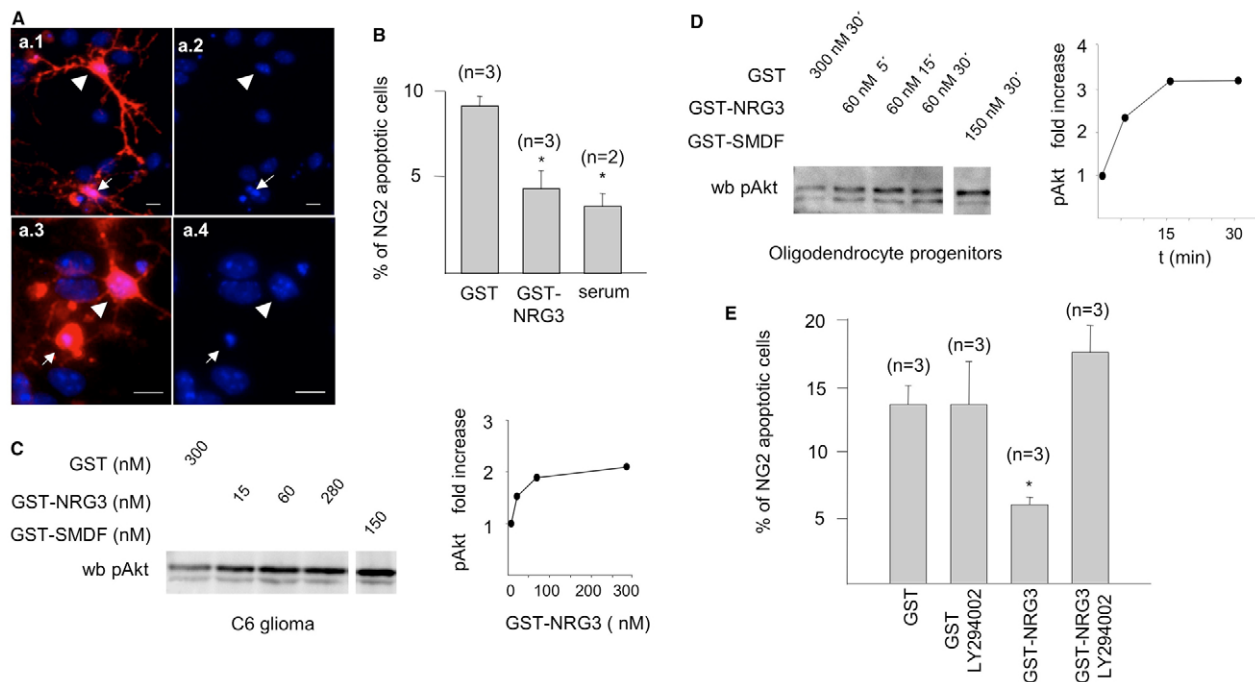 A
a.1
a.2
a.3
a.4
B
(n=3)
(n=3)
(n=2)
*
*
10
5
% of NG2 apoptotic cells
GST
GST-NRG3
serum
C
GST (nM)
300
GST-NRG3 (nM)
15
60
280
GST-SMDF (nM)
150
wb pAkt
C6 glioma
pAkt fold increase
3
2
1
0
100
200
300
GST-NRG3 ( nM)
D
GST
300 nM 30´
GST-NRG3
60 nM 5´
60 nM 15´
60 nM 30´
GST-SMDF
150 nM 30´
wb pAkt
Oligodendrocyte progenitors
pAkt fold increase
4
3
2
1
15
30
t (min)
E
% of NG2 apoptotic cells
20
15
10
5
(n=3)
(n=3)
(n=3)
*
(n=3)
GST
GST
LY294002
GST-NRG3
GST-NRG3
LY294002